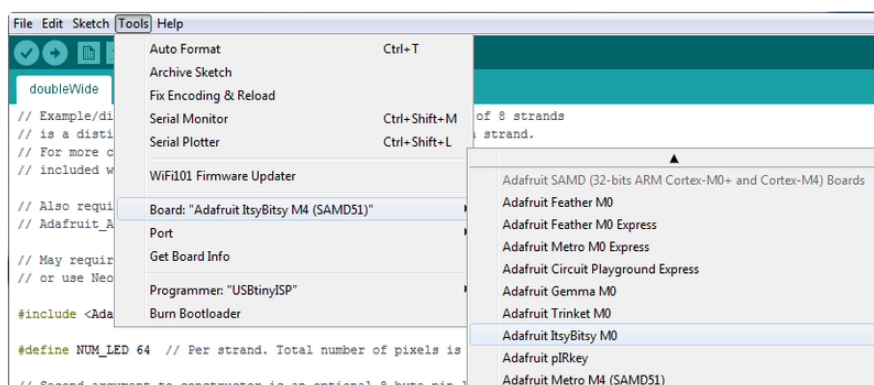 File Edit Sketch Tools Help
Auto Format Ctrl+T
Archive Sketch
Fix Encoding & Reload
Serial Monitor Ctrl+Shift+M
Serial Plotter Ctrl+Shift+L
WiFi101 Firmware Updater
Board: "Adafruit ItsyBitsy M4 (SAMD51)"
Port
Get Board Info
Programmer: "USBtinyISP"
Burn Bootloader
Adafruit SAMD (32-bits ARM Cortex-M0+ and Cortex-M4) Boards
Adafruit Feather M0
Adafruit Feather M0 Express
Adafruit Metro M0 Express
Adafruit Circuit Playground Express
Adafruit Gemma M0
Adafruit Trinket M0
Adafruit ItsyBitsy M0
Adafruit pIRkey
Adafruit Metro M4 (SAMD51)
doubleWide
// Example/di of 8 strands
// is a disti strand.
// For more c
// included w
// Also requi
// Adafruit_A
// May requir
// or use Neo
#include <Ada
#define NUM_LED 64 // Per strand. Total number of pixels is